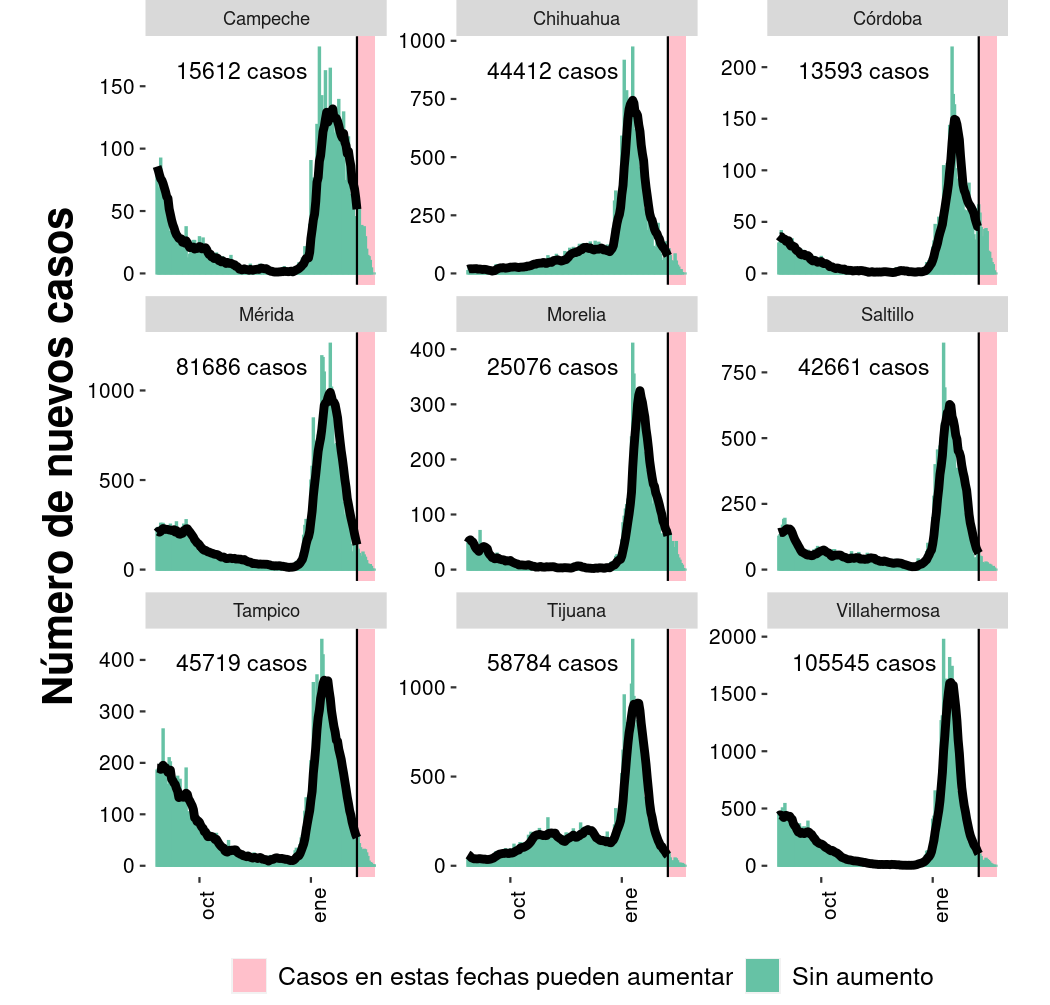 Número de nuevos casos
Campeche
15612 casos
150
100
50
0
Chihuahua
44412 casos
1000
750
500
250
0
Córdoba
13593 casos
200
150
100
50
0
Mérida
81686 casos
1000
500
0
Morelia
25076 casos
400
300
200
100
0
Saltillo
42661 casos
750
500
250
0
Tampico
45719 casos
400
300
200
100
0
oct
ene
Tijuana
58784 casos
1000
500
0
oct
ene
Villahermosa
105545 casos
2000
1500
1000
500
0
oct
ene
Casos en estas fechas pueden aumentar
Sin aumento